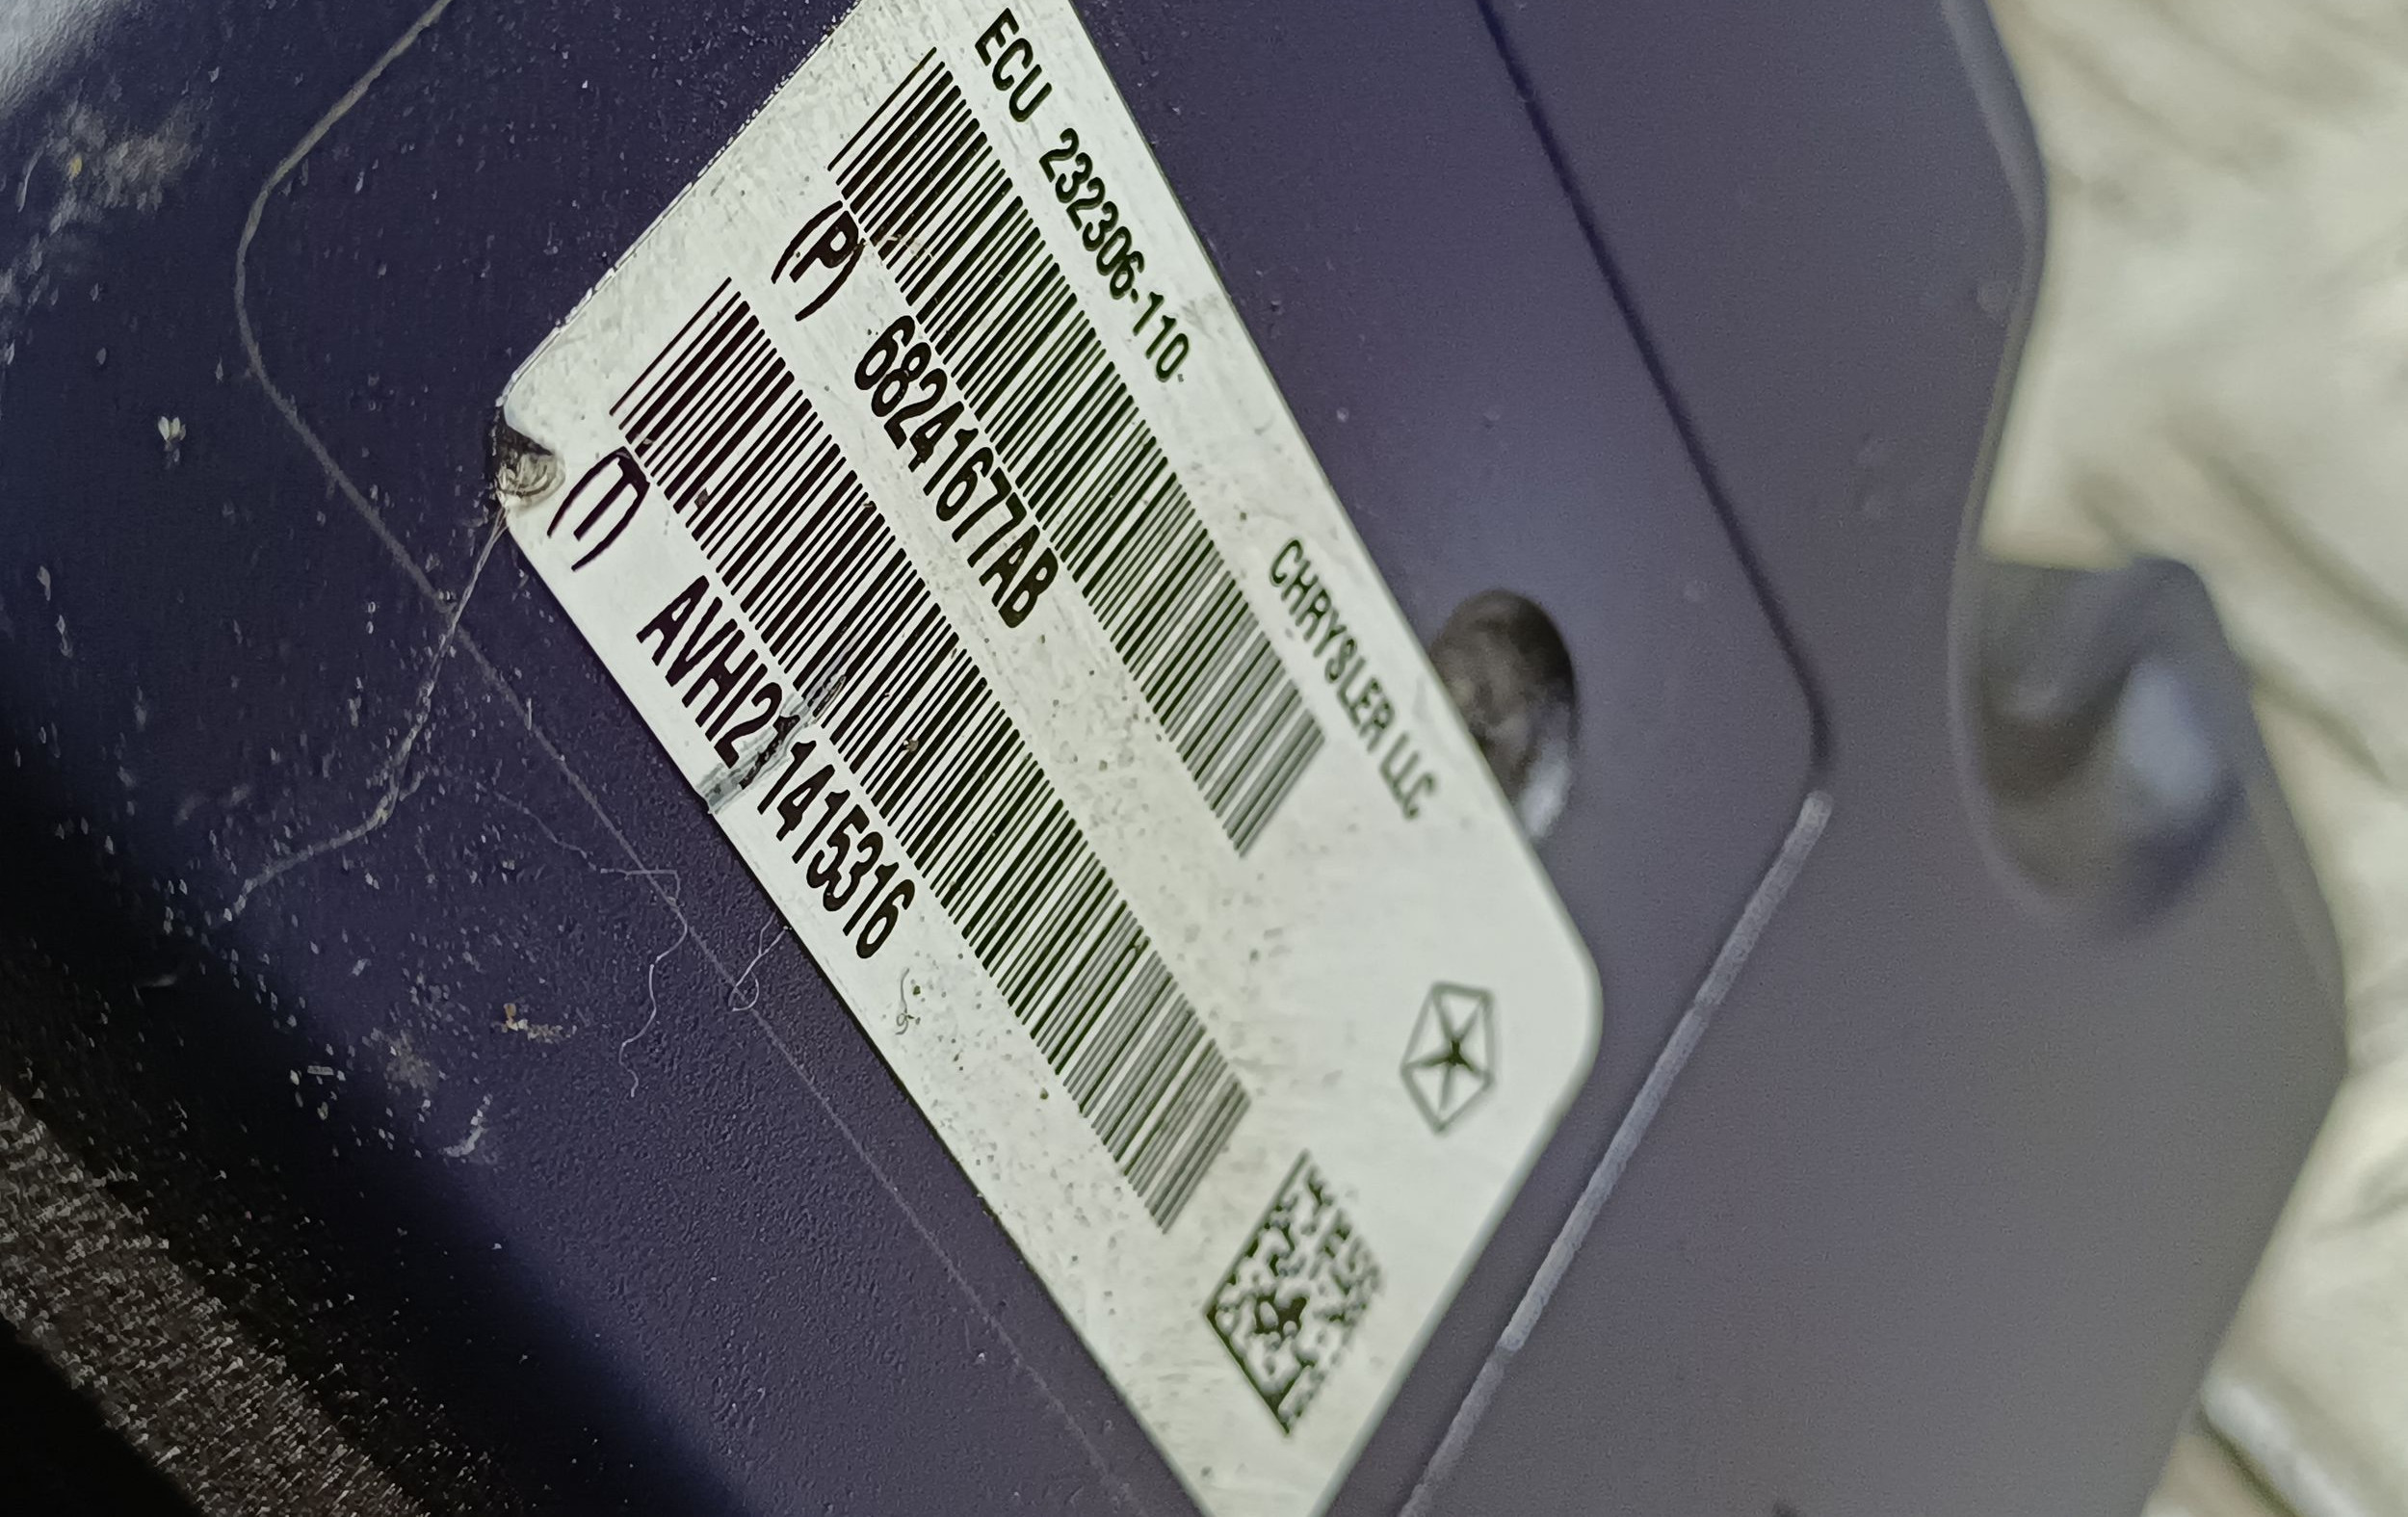 ECU 232306-110 CHRYSLER LLC
(P) 68241677AB
(T) AVHI211415316